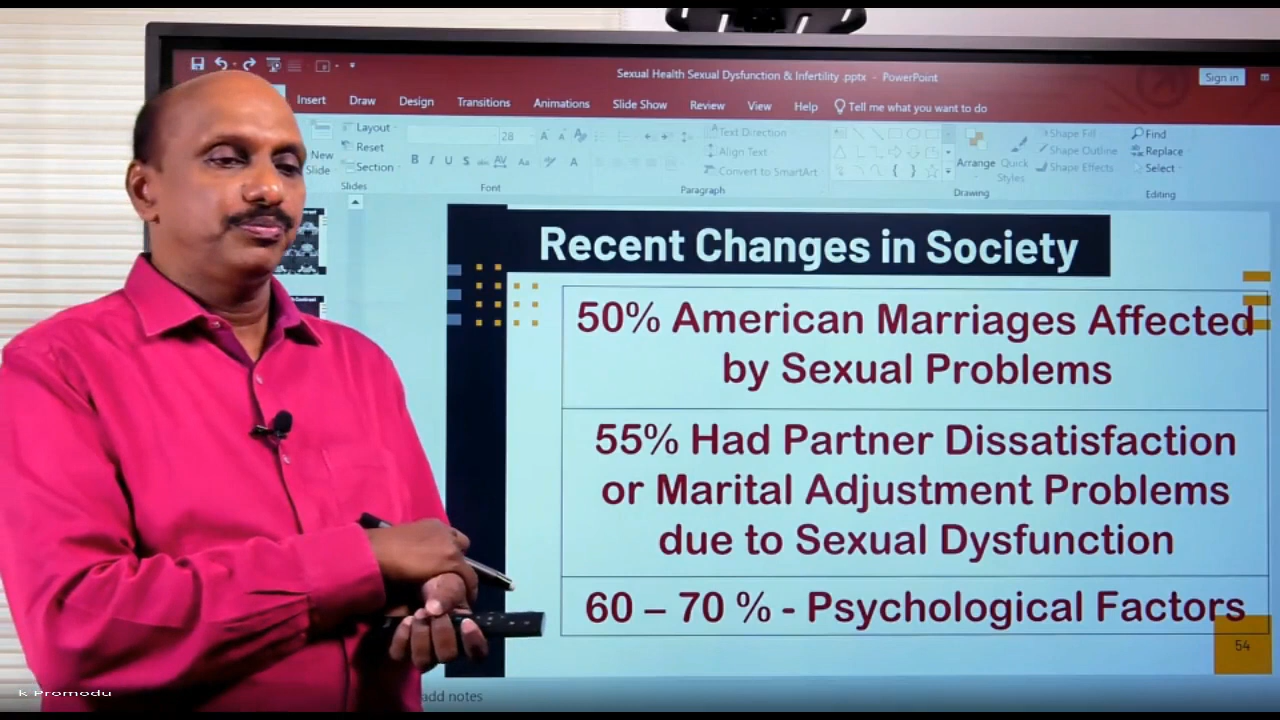 Sexual Health Sexual Dysfunction & Infertility .pptx - PowerPoint
Sign in
Insert Draw Design Transitions Animations Slide Show Review View Help Tell me what you want to do
Layout
Reset
Section
New
Slide
Slides
28
B I U S abc AV Aa A
Font
Text Direction
Align Text
Convert to SmartArt
Paragraph
Arrange
Quick
Styles
Shape Fill
Shape Outline
Shape Effects
Drawing
Find
Replace
Select
Editing
Recent Changes in Society
50% American Marriages Affected
by Sexual Problems
55% Had Partner Dissatisfaction
or Marital Adjustment Problems
due to Sexual Dysfunction
60 – 70 % - Psychological Factors
54
k Promodu
add notes